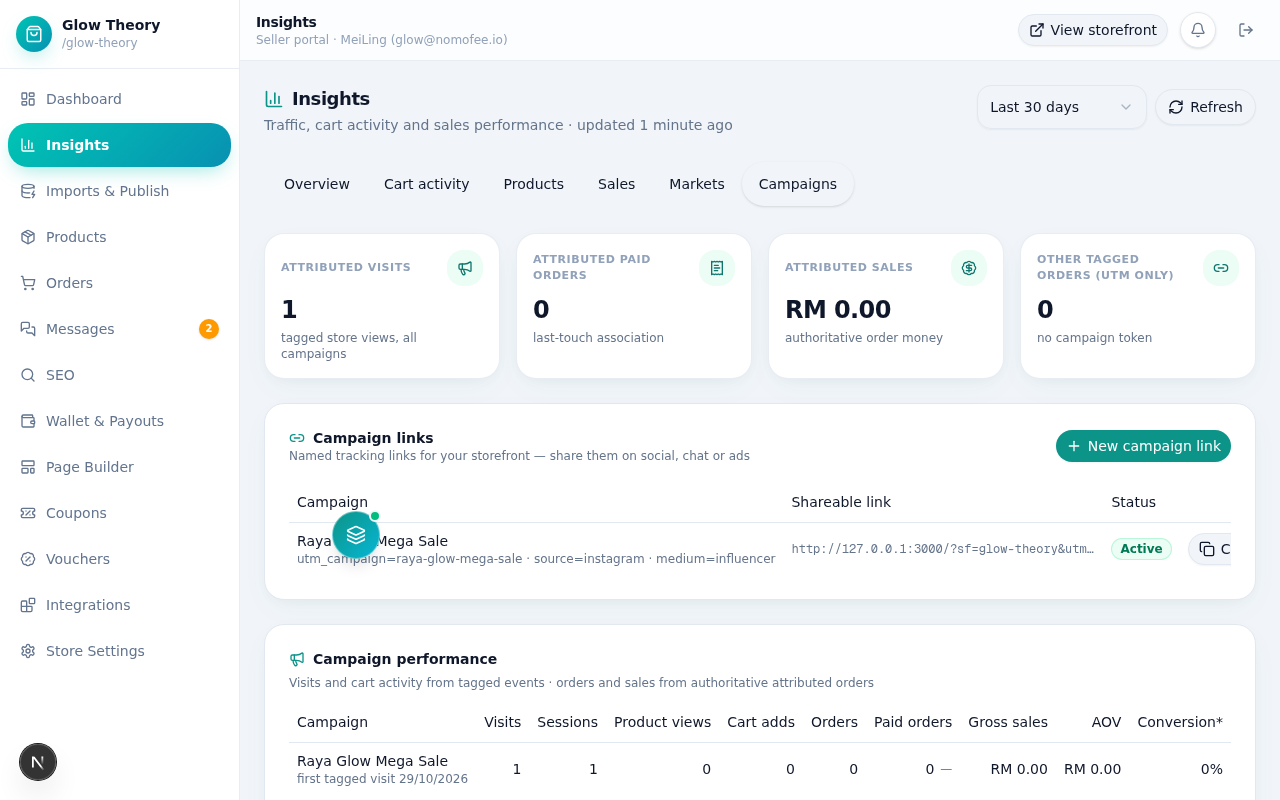 Glow Theory
/glow-theory
Dashboard
Insights
Imports & Publish
Products
Orders
Messages
2
SEO
Wallet & Payouts
Page Builder
Coupons
Vouchers
Integrations
Store Settings
N
Insights
Seller portal · MeiLing (glow@nomofee.io)
View storefront
Insights
Traffic, cart activity and sales performance · updated 1 minute ago
Last 30 days
Refresh
Overview
Cart activity
Products
Sales
Markets
Campaigns
ATTRIBUTED VISITS
1
tagged store views, all
campaigns
ATTRIBUTED PAID
ORDERS
0
last-touch association
ATTRIBUTED SALES
RM 0.00
authoritative order money
OTHER TAGGED
ORDERS (UTM ONLY)
0
no campaign token
Campaign links
Named tracking links for your storefront — share them on social, chat or ads
New campaign link
Campaign Shareable link Status
Raya Mega Sale
utm_campaign=raya-glow-mega-sale · source=instagram · medium=influencer
http://127.0.0.1:3000/?sf=glow-theory&utm…
Active
C
Campaign performance
Visits and cart activity from tagged events · orders and sales from authoritative attributed orders
Campaign Visits Sessions Product views Cart adds Orders Paid orders Gross sales AOV Conversion*
Raya Glow Mega Sale
first tagged visit 29/10/2026
1 1 0 0 0 0 — RM 0.00 RM 0.00 0%